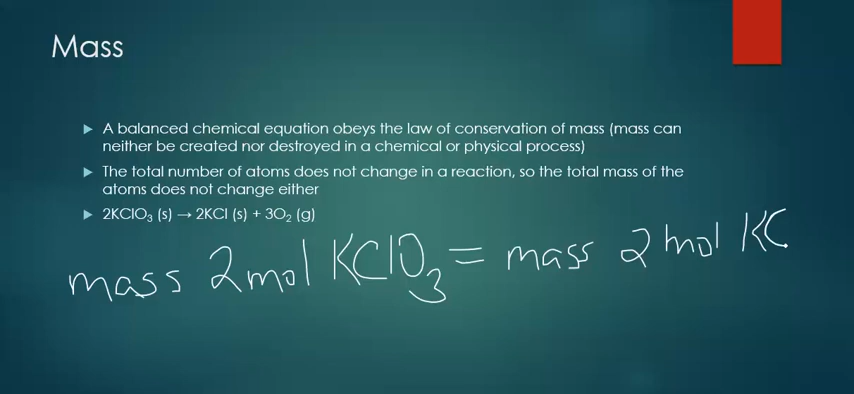 Mass
▶ A balanced chemical equation obeys the law of conservation of mass (mass can
neither be created nor destroyed in a chemical or physical process)
▶ The total number of atoms does not change in a reaction, so the total mass of the
atoms does not change either
▶ 2KClO₃ (s) → 2KCl (s) + 3O₂ (g)
mass 2 mol KClO₃ = mass 2 mol KC